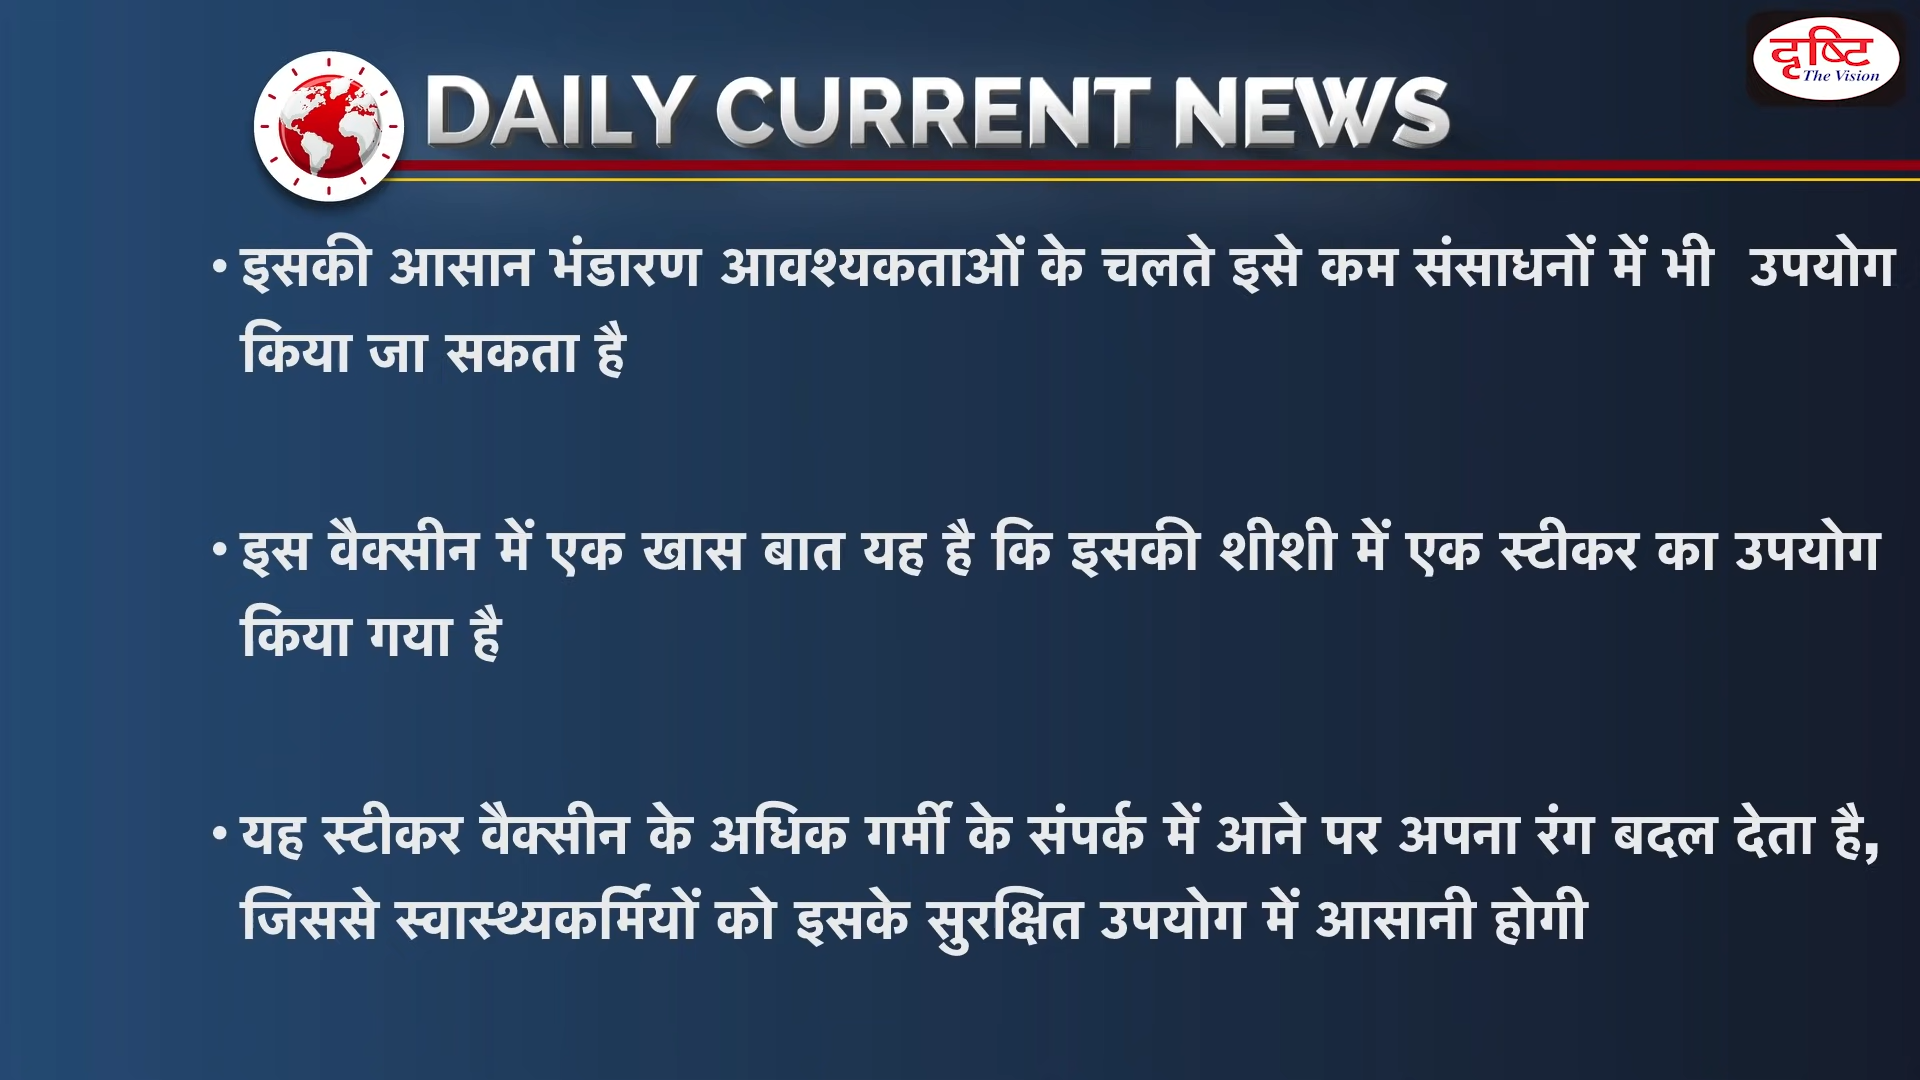 दृष्टि
The Vision
DAILY CURRENT NEWS
• इसकी आसान भंडारण आवश्यकताओं के चलते इसे कम संसाधनों में भी उपयोग
किया जा सकता है
• इस वैक्सीन में एक खास बात यह है कि इसकी शीशी में एक स्टीकर का उपयोग
किया गया है
• यह स्टीकर वैक्सीन के अधिक गर्मी के संपर्क में आने पर अपना रंग बदल देता है,
जिससे स्वास्थ्यकर्मियों को इसके सुरक्षित उपयोग में आसानी होगी